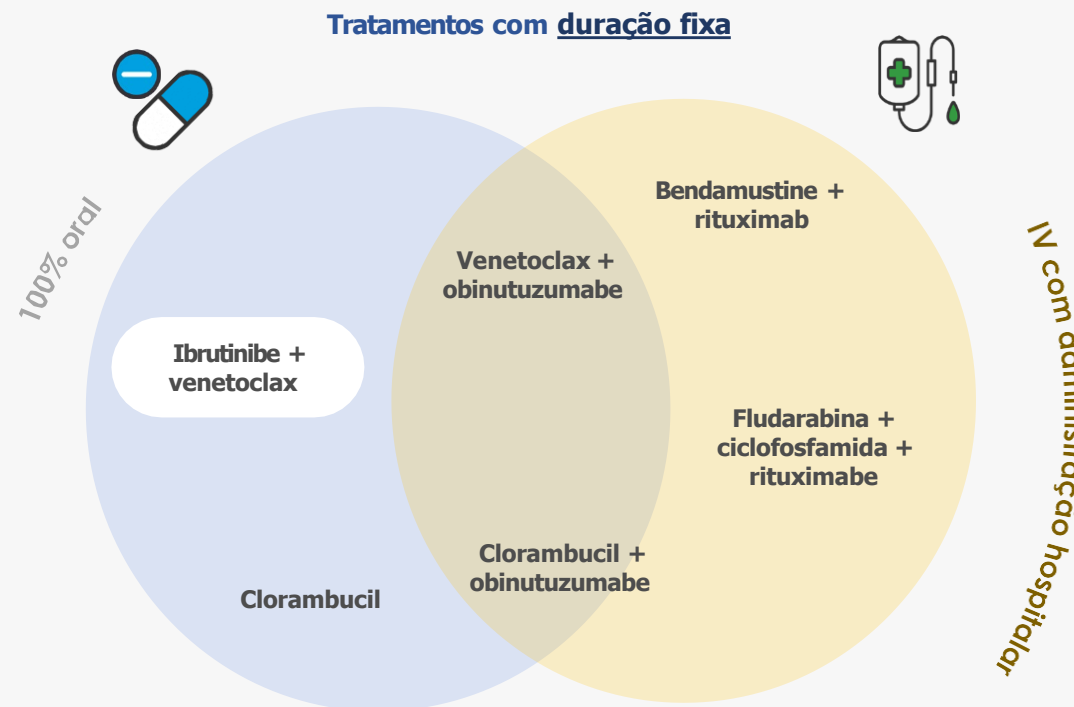 Tratamentos com duração fixa
100% oral
IV com administração hospitalar
Bendamustine +
rituximab
Venetoclax +
obinutuzumabe
Ibrutinibe +
venetoclax
Fludarabina +
ciclofosfamida +
rituximabe
Clorambucil +
obinutuzumabe
Clorambucil